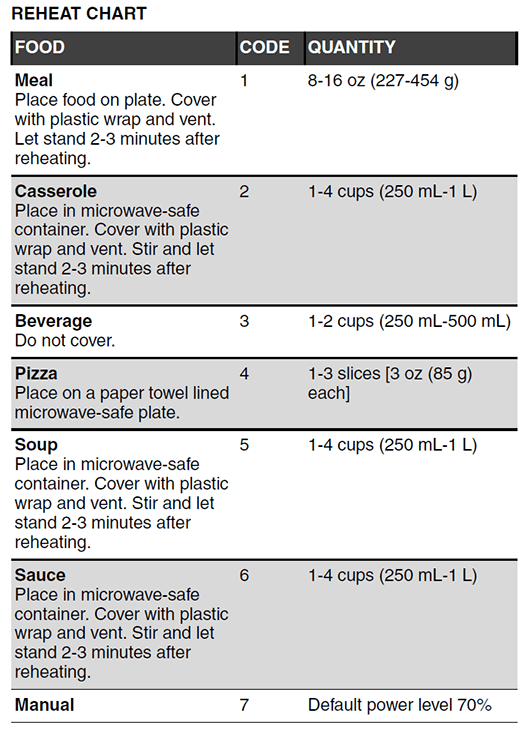 REHEAT CHART
FOOD CODE QUANTITY
Meal 1 8-16 oz (227-454 g)
Place food on plate. Cover
with plastic wrap and vent.
Let stand 2-3 minutes after
reheating.
Casserole 2 1-4 cups (250 mL-1 L)
Place in microwave-safe
container. Cover with plastic
wrap and vent. Stir and let
stand 2-3 minutes after
reheating.
Beverage 3 1-2 cups (250 mL-500 mL)
Do not cover.
Pizza 4 1-3 slices [3 oz (85 g)
Place on a paper towel lined each]
microwave-safe plate.
Soup 5 1-4 cups (250 mL-1 L)
Place in microwave-safe
container. Cover with plastic
wrap and vent. Stir and let
stand 2-3 minutes after
reheating.
Sauce 6 1-4 cups (250 mL-1 L)
Place in microwave-safe
container. Cover with plastic
wrap and vent. Stir and let
stand 2-3 minutes after
reheating.
Manual 7 Default power level 70%